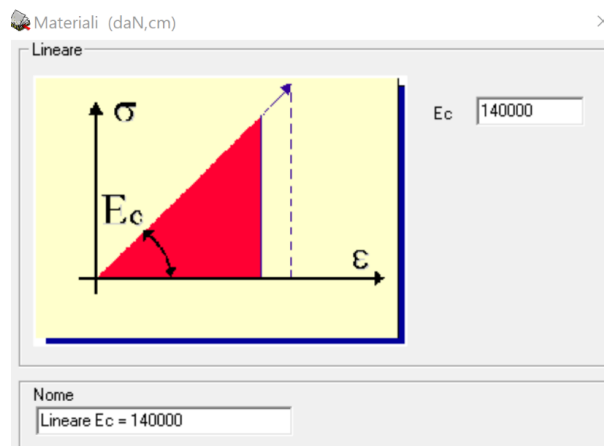 Materiali (daN,cm)
Lineare
σ
Ec
ε
Ec 140000
Nome
Lineare Ec = 140000